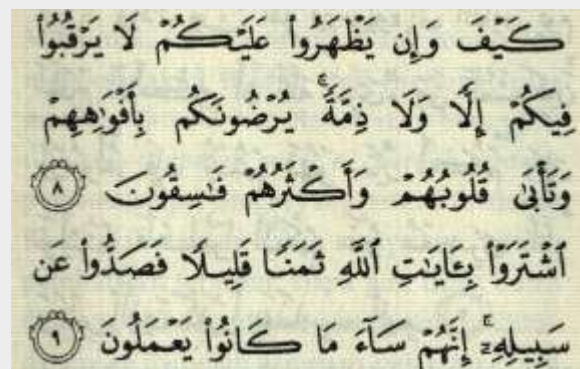 كَيْفَ وَإِن يَظْهَرُوا۟ عَلَيْكُمْ لَا يَرْقُبُوا۟
فِيكُمْ إِلًّا وَلَا ذِمَّةً ۚ يُرْضُونَكُم بِأَفْوَٰهِهِمْ
وَتَأْبَىٰ قُلُوبُهُمْ وَأَكْثَرُهُمْ فَـٰسِقُونَ ٨
ٱشْتَرَوْا۟ بِـَٔايَـٰتِ ٱللَّهِ ثَمَنًا قَلِيلًا فَصَدُّوا۟ عَن
سَبِيلِهِۦٓ ۚ إِنَّهُمْ سَآءَ مَا كَانُوا۟ يَعْمَلُونَ ٩